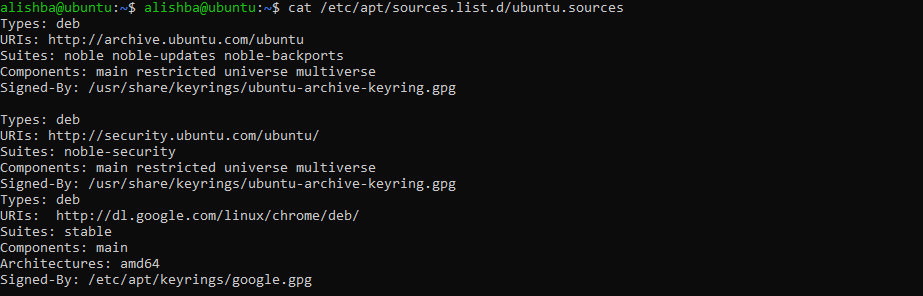 alishba@ubuntu:~$ alishba@ubuntu:~$ cat /etc/apt/sources.list.d/ubuntu.sources
Types: deb
URIs: http://archive.ubuntu.com/ubuntu
Suites: noble noble-updates noble-backports
Components: main restricted universe multiverse
Signed-By: /usr/share/keyrings/ubuntu-archive-keyring.gpg

Types: deb
URIs: http://security.ubuntu.com/ubuntu/
Suites: noble-security
Components: main restricted universe multiverse
Signed-By: /usr/share/keyrings/ubuntu-archive-keyring.gpg
Types: deb
URIs:  http://dl.google.com/linux/chrome/deb/
Suites: stable
Components: main
Architectures: amd64
Signed-By: /etc/apt/keyrings/google.gpg